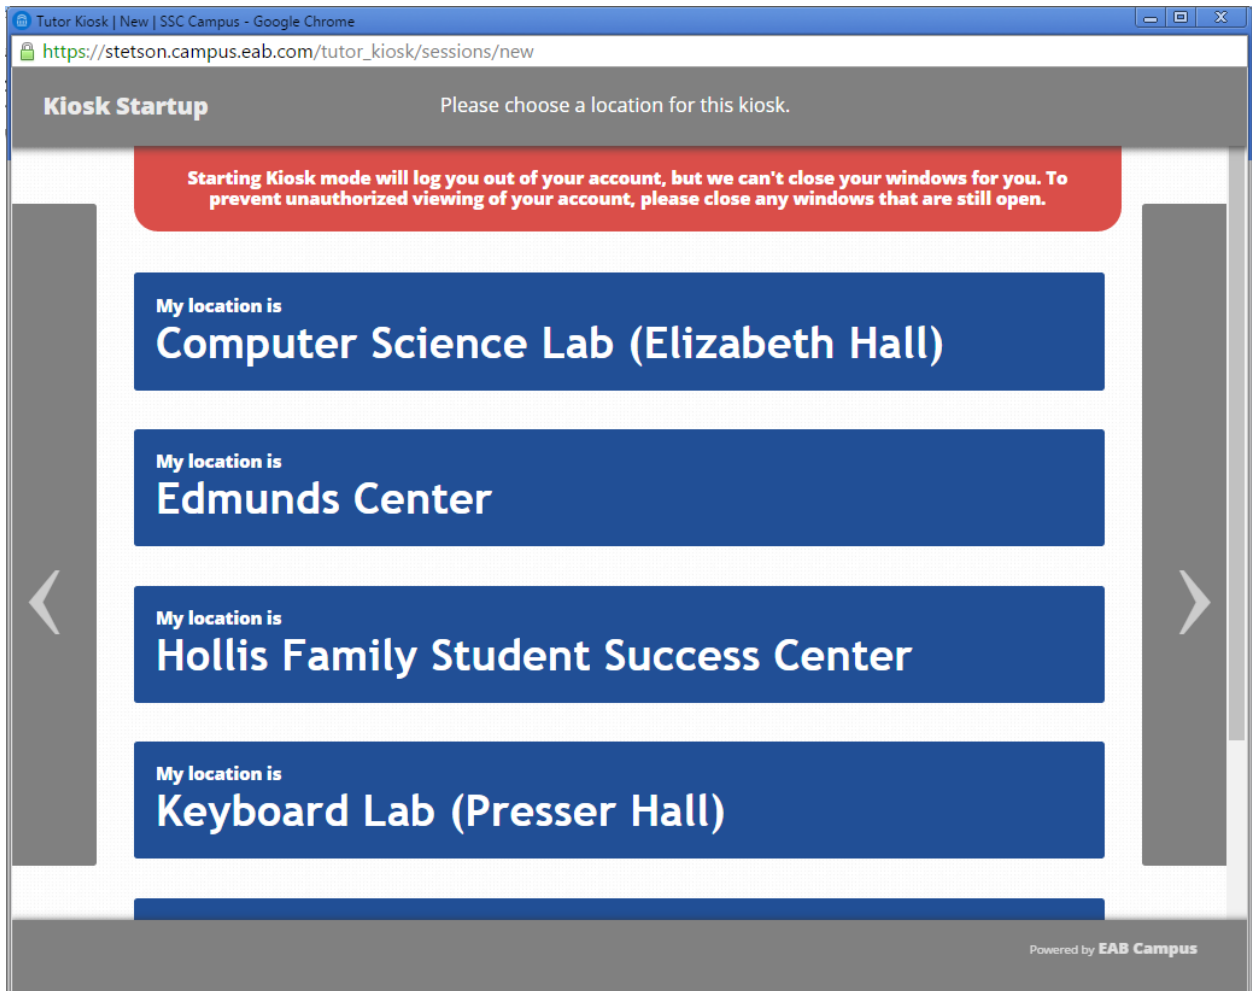 Tutor Kiosk | New | SSC Campus - Google Chrome
https://stetson.campus.eab.com/tutor_kiosk/sessions/new
Kiosk Startup
Please choose a location for this kiosk.
Starting Kiosk mode will log you out of your account, but we can't close your windows for you. To
prevent unauthorized viewing of your account, please close any windows that are still open.
My location is
Computer Science Lab (Elizabeth Hall)
My location is
Edmunds Center
My location is
Hollis Family Student Success Center
My location is
Keyboard Lab (Presser Hall)
Powered by EAB Campus